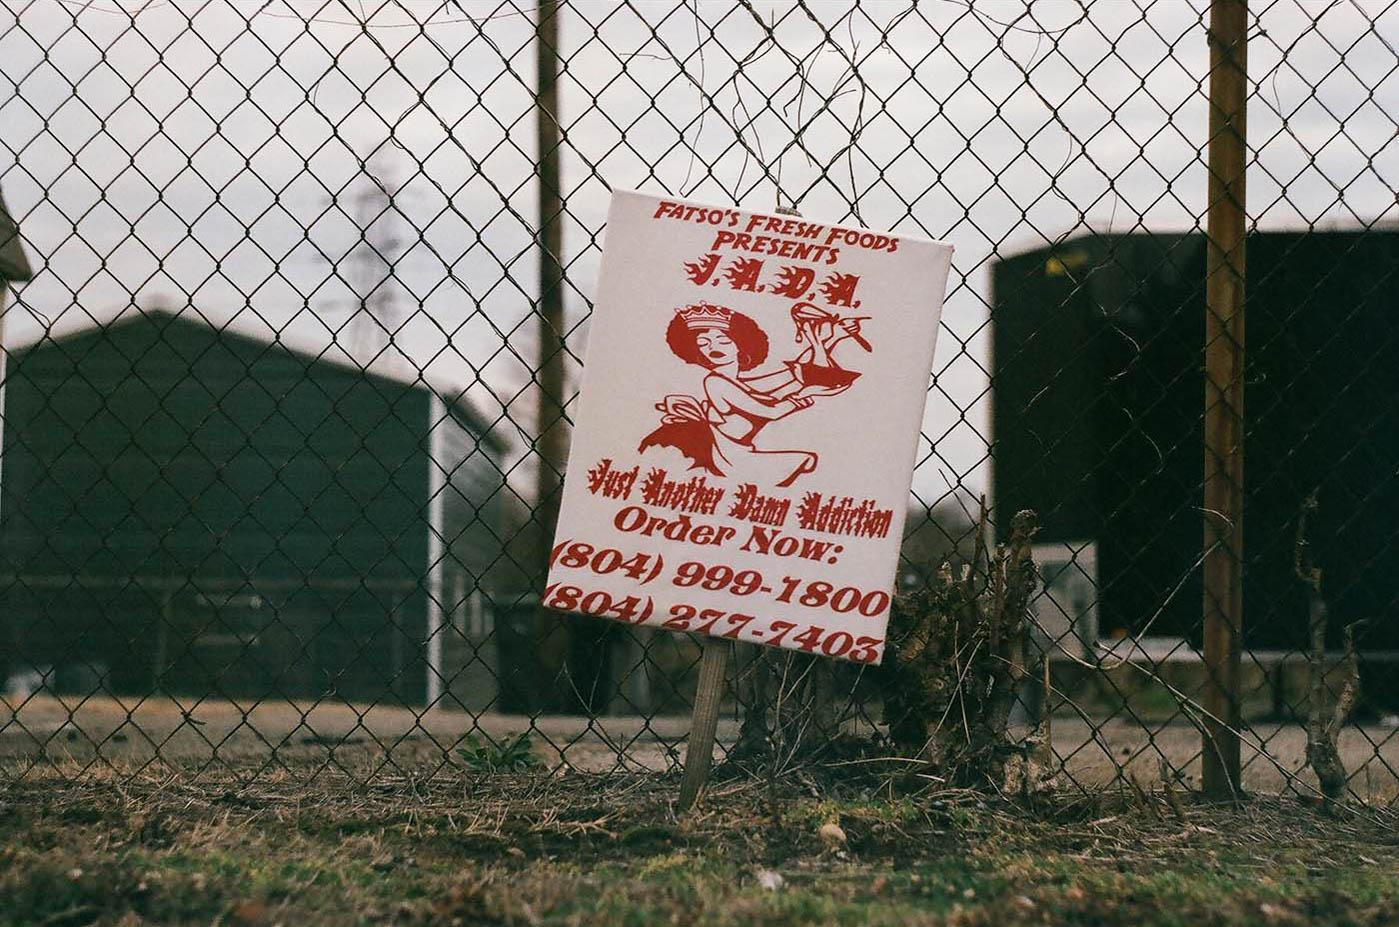 FATSO'S FRESH FOODS
PRESENTS
J.A.D.A.
Just Another Damn Addiction
Order Now:
(804) 999-1800
(804) 277-7403